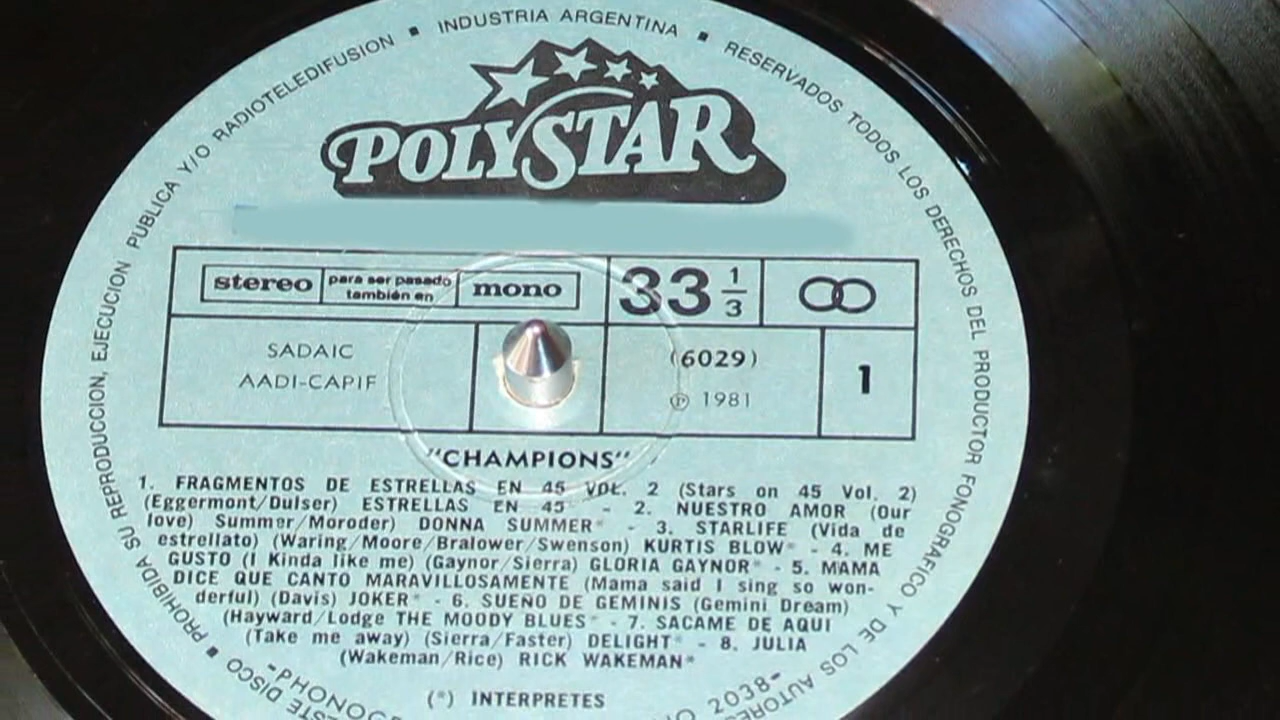 INDUSTRIA ARGENTINA ▪ RESERVADOS TODOS LOS DERECHOS DEL PRODUCTOR FONOGRAFICO Y DE LOS AUTORES
ESTE DISCO ▪ PROHIBIDA SU REPRODUCCION, EJECUCION PUBLICA Y/O RADIOTELEDIFUSION ▪
POLYSTAR
stereo para ser pasado también en mono
33 1/3
SADAIC
AADI-CAPIF
(6029)
℗ 1981
1
"CHAMPIONS"
1. FRAGMENTOS DE ESTRELLAS EN 45 VOL. 2 (Stars on 45 Vol. 2)
(Eggermont/Dulser) ESTRELLAS EN 45* - 2. NUESTRO AMOR (Our
love) Summer/Moroder) DONNA SUMMER* - 3. STARLIFE (Vida de
estrellato) (Waring/Moore/Bralower/Swenson) KURTIS BLOW* - 4. ME
GUSTO (I Kinda like me) (Gaynor/Sierra) GLORIA GAYNOR* - 5. MAMA
DICE QUE CANTO MARAVILLOSAMENTE (Mama said I sing so won-
derful) (Davis) JOKER* - 6. SUEÑO DE GEMINIS (Gemini Dream)
(Hayward/Lodge THE MOODY BLUES* - 7. SACAME DE AQUI
(Take me away) (Sierra/Faster) DELIGHT* - 8. JULIA
(Wakeman/Rice) RICK WAKEMAN*
(*) INTERPRETES
2038-